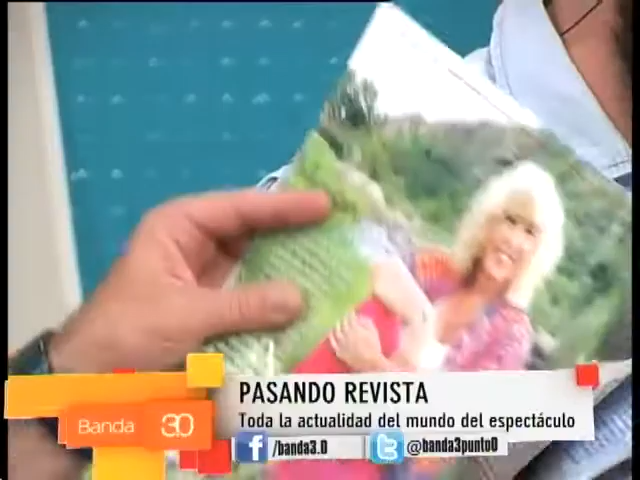 PASANDO REVISTA
Banda 3.0
Toda la actualidad del mundo del espectáculo
/banda3.0 @banda3punto0